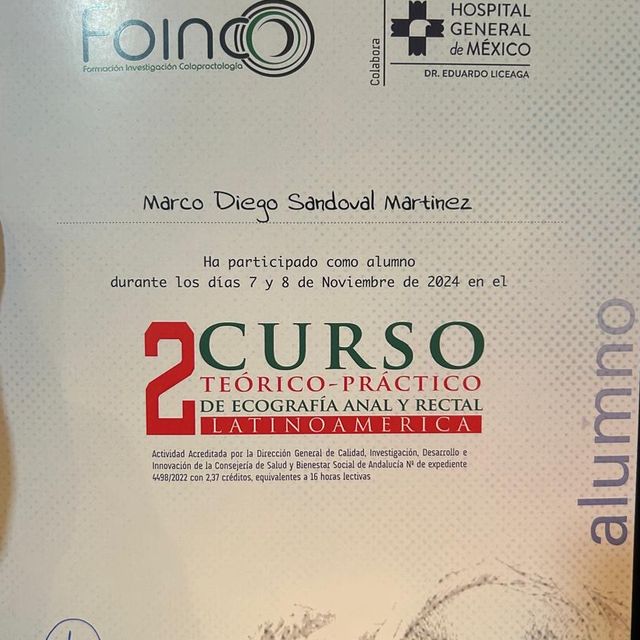 FOINCO
Formación Investigación Coloproctología
Colabora
HOSPITAL
GENERAL
de MÉXICO
DR. EDUARDO LICEAGA
Marco Diego Sandoval Martinez
Ha participado como alumno
durante los días 7 y 8 de Noviembre de 2024 en el
2 CURSO
TEÓRICO-PRÁCTICO
DE ECOGRAFÍA ANAL Y RECTAL
LATINOAMÉRICA
Actividad Acreditada por la Dirección General de Calidad, Investigación, Desarrollo e
Innovación de la Consejería de Salud y Bienestar Social de Andalucía Nº de expediente
4498/2022 con 2,37 créditos, equivalentes a 16 horas lectivas
alumno